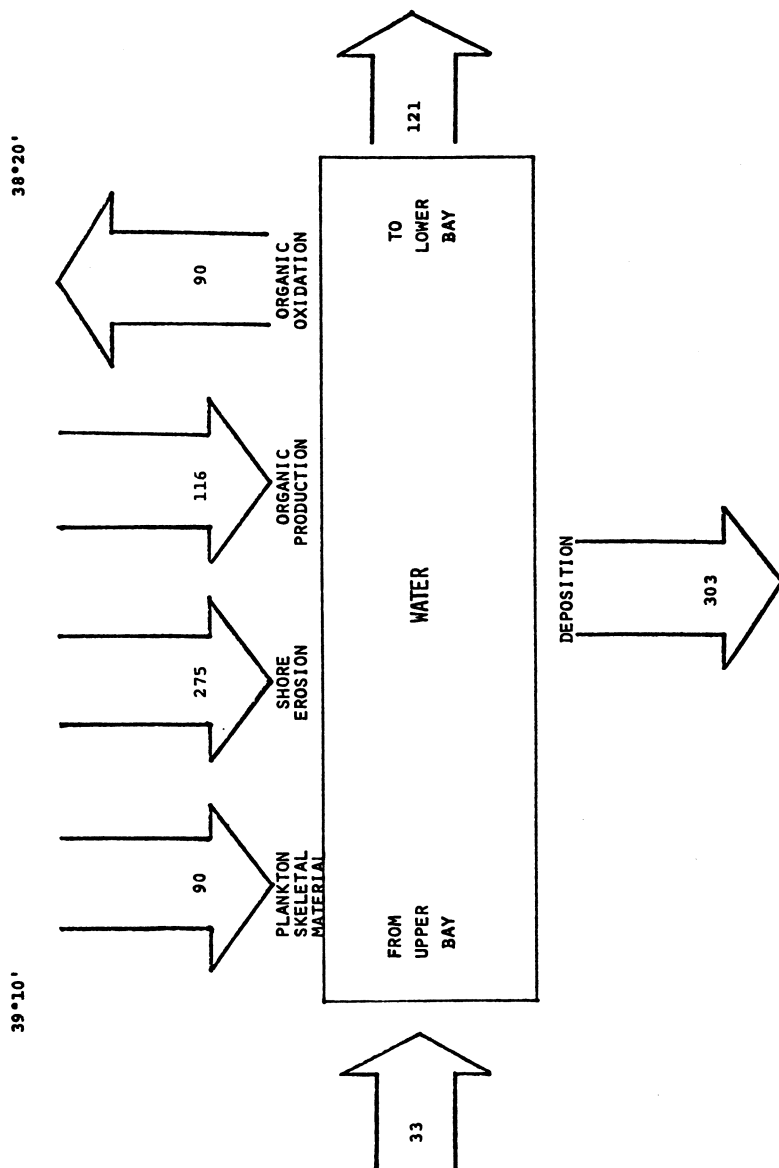 39°10'
38°20'
90
PLANKTON
SKELETAL
MATERIAL
275
SHORE
EROSION
116
ORGANIC
PRODUCTION
90
ORGANIC
OXIDATION
33
FROM
UPPER
BAY
WATER
TO
LOWER
BAY
121
DEPOSITION
303